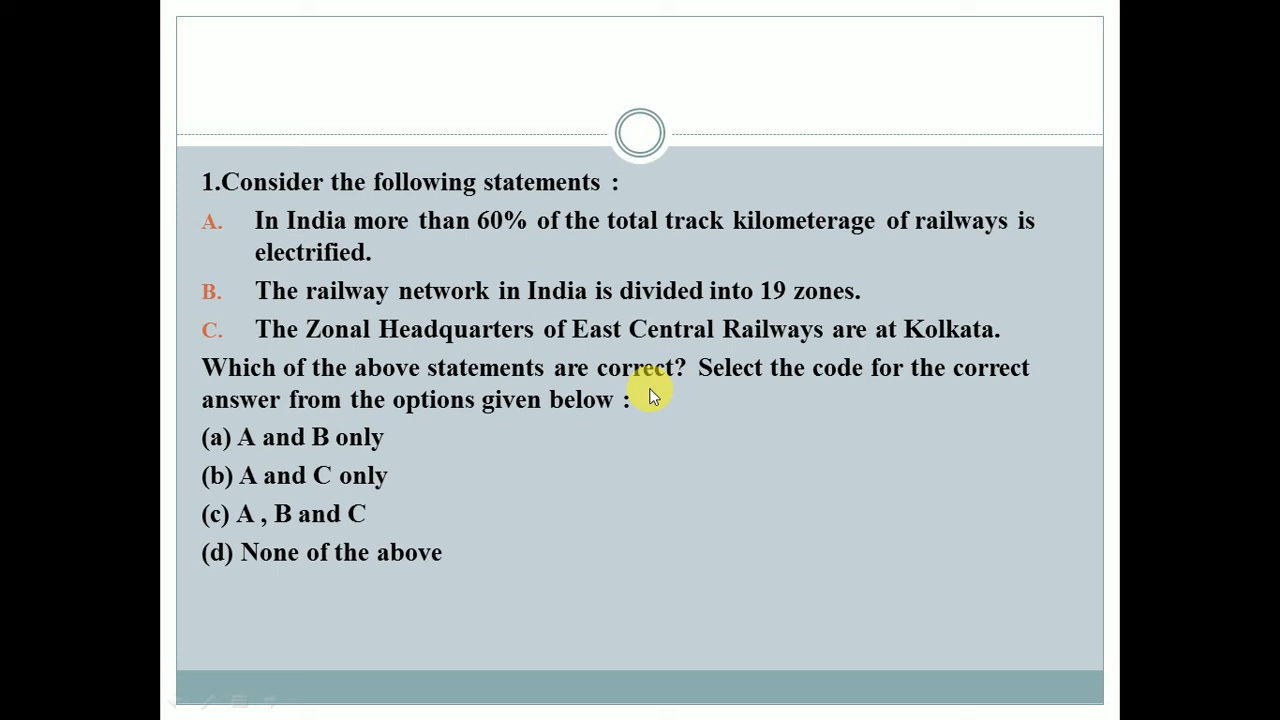 1.Consider the following statements :
A. In India more than 60% of the total track kilometerage of railways is
electrified.
B. The railway network in India is divided into 19 zones.
C. The Zonal Headquarters of East Central Railways are at Kolkata.
Which of the above statements are correct? Select the code for the correct
answer from the options given below :
(a) A and B only
(b) A and C only
(c) A , B and C
(d) None of the above